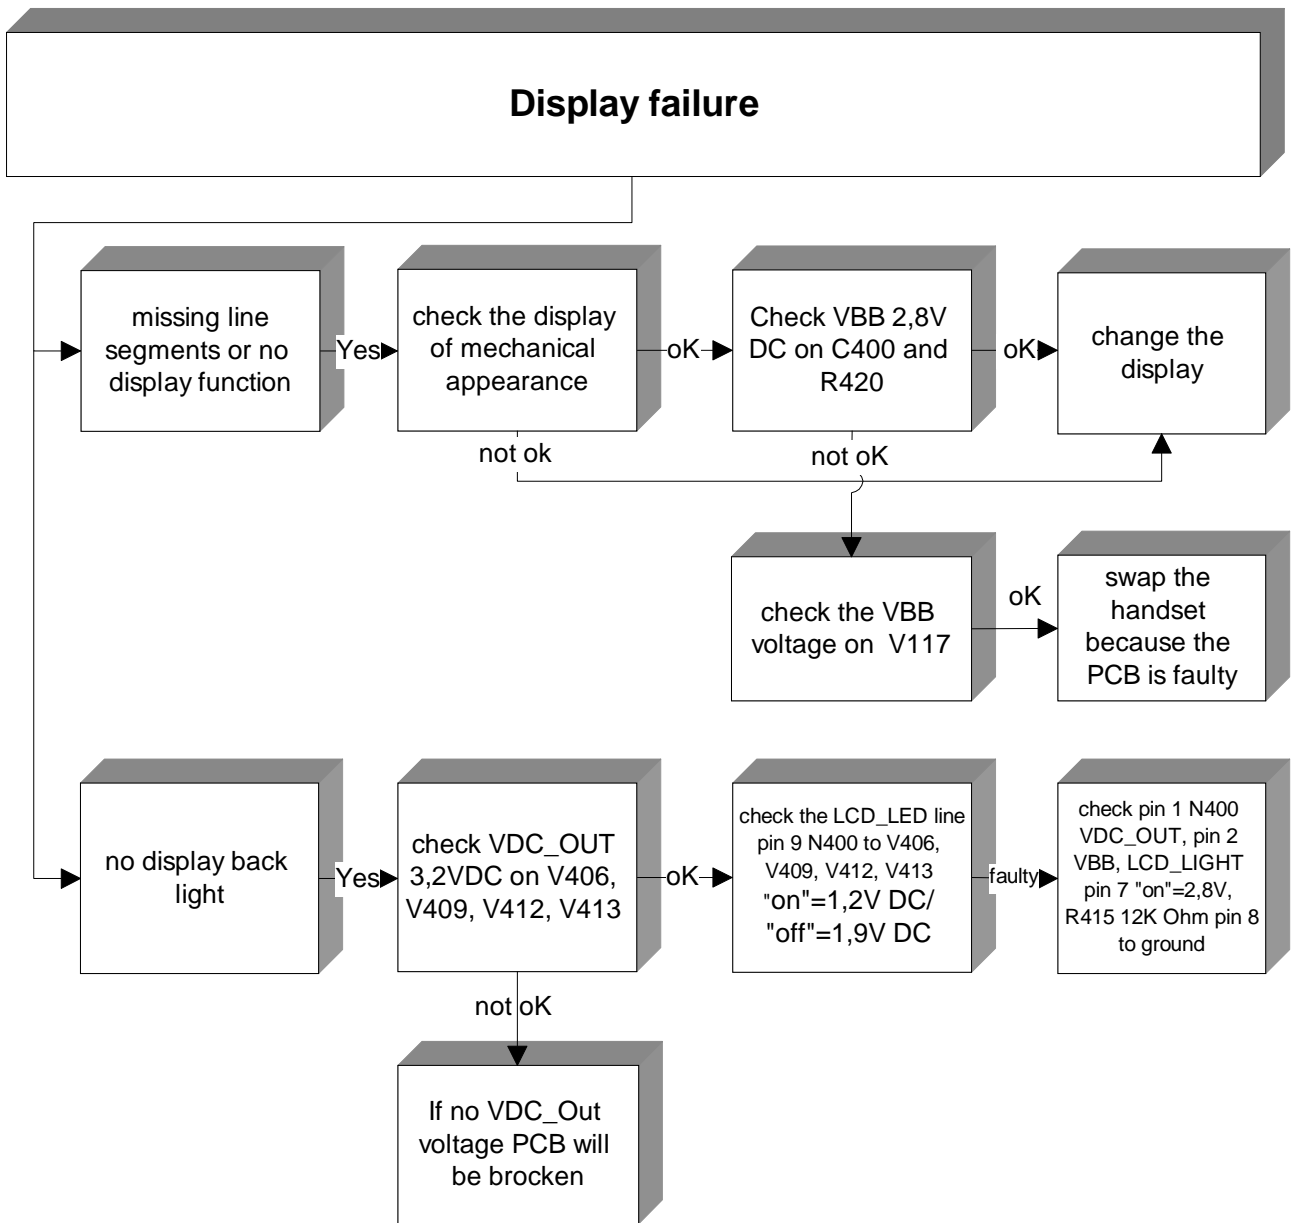 Display failure
missing line
segments or no
display function
Yes
check the display
of mechanical
appearance
oK
Check VBB 2,8V
DC on C400 and
R420
oK
change the
display
not ok
not oK
check the VBB
voltage on V117
oK
swap the
handset
because the
PCB is faulty
no display back
light
Yes
check VDC_OUT
3,2VDC on V406,
V409, V412, V413
oK
check the LCD_LED line
pin 9 N400 to V406,
V409, V412, V413
"on"=1,2V DC/
"off"=1,9V DC
faulty
check pin 1 N400
VDC_OUT, pin 2
VBB, LCD_LIGHT
pin 7 "on"=2,8V,
R415 12K Ohm pin 8
to ground
not oK
If no VDC_Out
voltage PCB will
be brocken